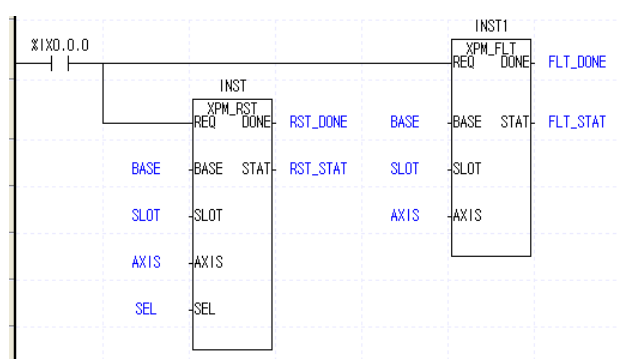 INST1
%IX0.0.0
XPM_FLT
REQ DONE FLT_DONE
INST
XPM_RST
REQ DONE RST_DONE BASE BASE STAT FLT_STAT
BASE BASE STAT RST_STAT SLOT SLOT
SLOT SLOT AXIS AXIS
AXIS AXIS
SEL SEL